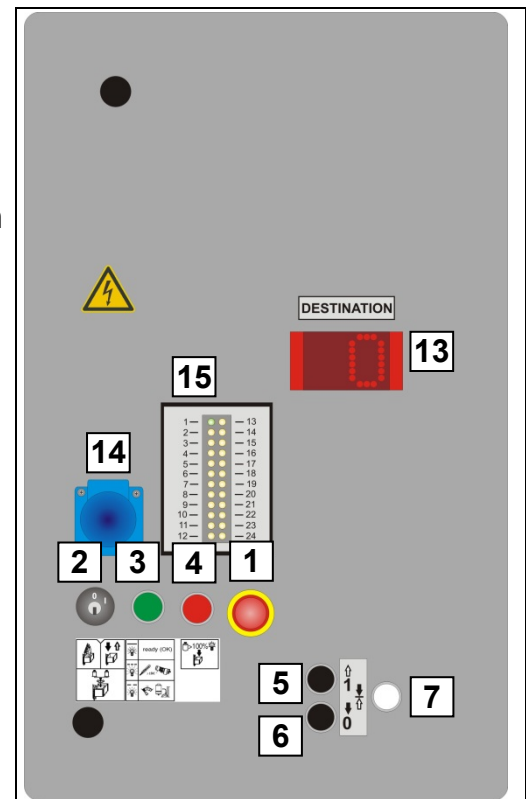 n
DESTINATION
0
13
15
1 — — 13
2 — — 14
3 — — 15
4 — — 16
5 — — 17
6 — — 18
7 — — 19
8 — — 20
9 — — 21
10 — — 22
11 — — 23
12 — — 24
14
2
3
4
1
0
I
ready (OK)
>100%
5
1
7
6
0